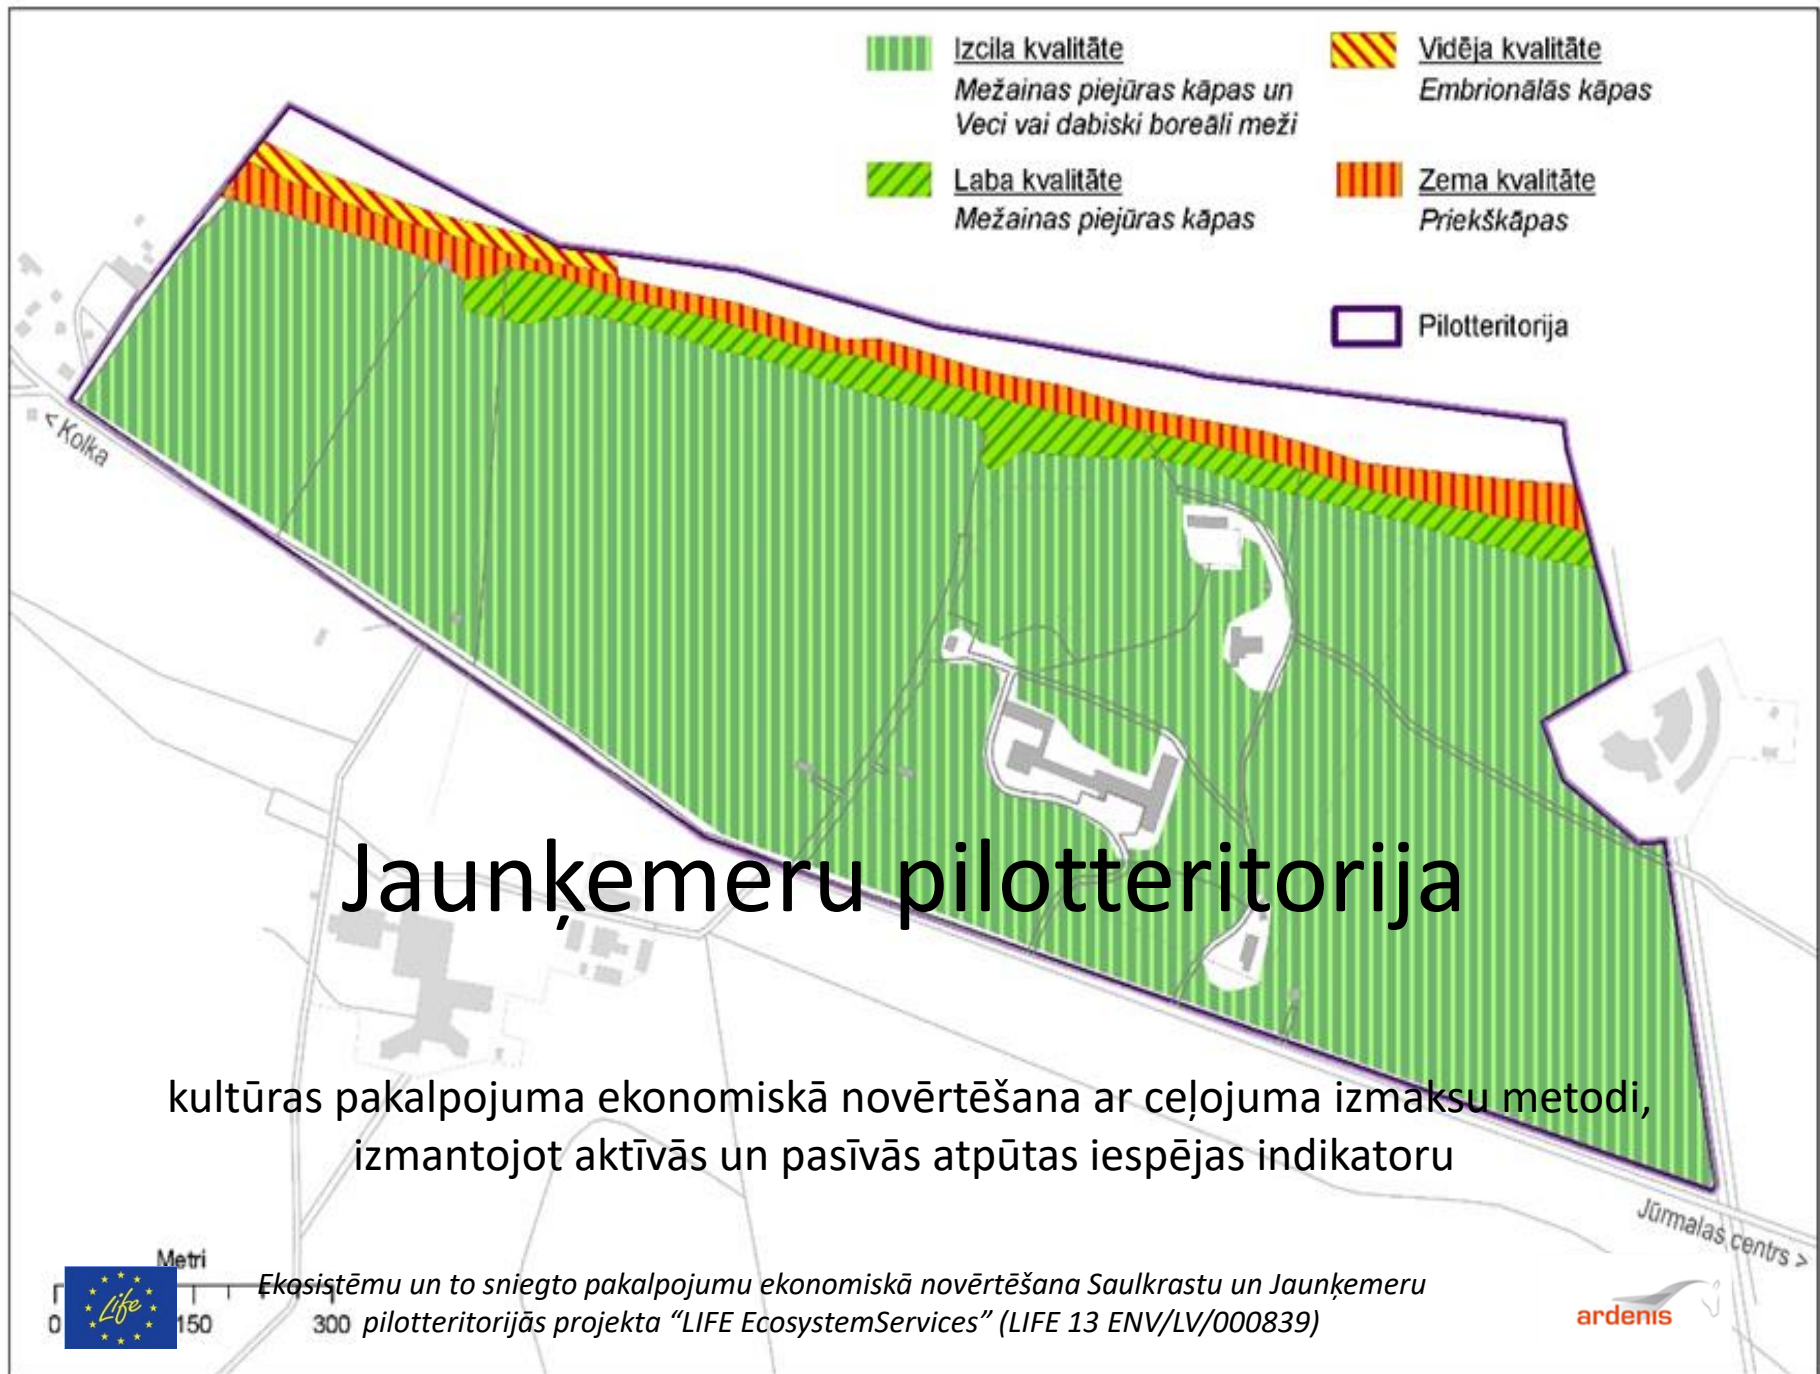 Izcila kvalitāte
Mežainas piejūras kāpas un
Veci vai dabiski boreāli meži
Laba kvalitāte
Mežainas piejūras kāpas
Vidēja kvalitāte
Embrionālās kāpas
Zema kvalitāte
Priekškāpas
Pilotteritorija
< Kolka
Jaunķemeru pilotteritorija
kultūras pakalpojuma ekonomiskā novērtēšana ar ceļojuma izmaksu metodi,
izmantojot aktīvās un pasīvās atpūtas iespējas indikatoru
Jūrmalas centrs >
Metri
0 150 300
Life
Ekosistēmu un to sniegto pakalpojumu ekonomiskā novērtēšana Saulkrastu un Jaunķemeru
pilotteritorijās projekta “LIFE EcosystemServices” (LIFE 13 ENV/LV/000839)
ardenis